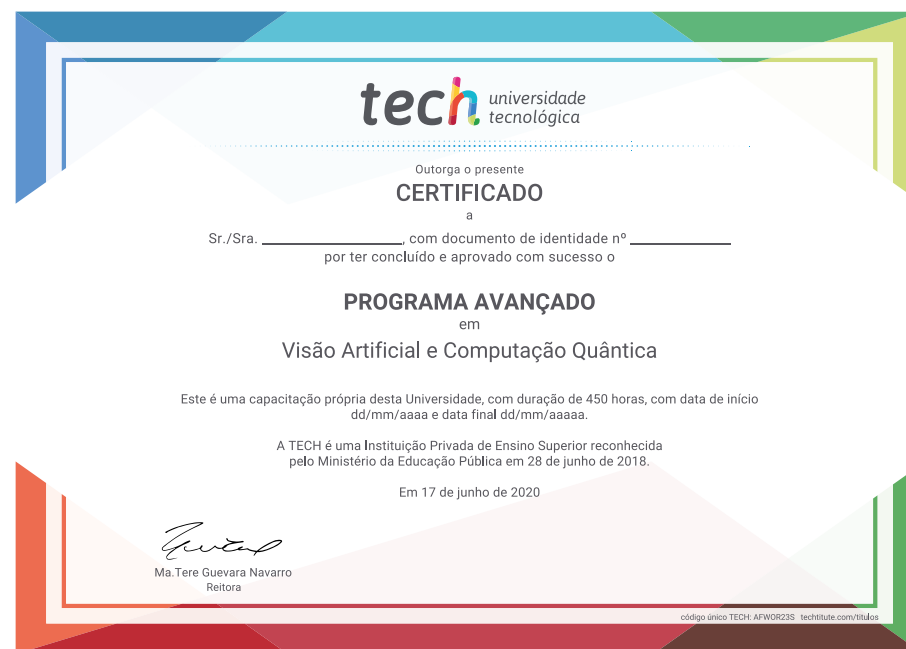 tech universidade
tecnológica
Outorga o presente
CERTIFICADO
a
Sr./Sra. ____________, com documento de identidade nº ________
por ter concluído e aprovado com sucesso o
PROGRAMA AVANÇADO
em
Visão Artificial e Computação Quântica
Este é uma capacitação própria desta Universidade, com duração de 450 horas, com data de início
dd/mm/aaaa e data final dd/mm/aaaaa.
A TECH é uma Instituição Privada de Ensino Superior reconhecida
pelo Ministério da Educação Pública em 28 de junho de 2018.
Em 17 de junho de 2020
Ma.Tere Guevara Navarro
Reitora
código único TECH: AFWOR23S techtitute.com/titulos